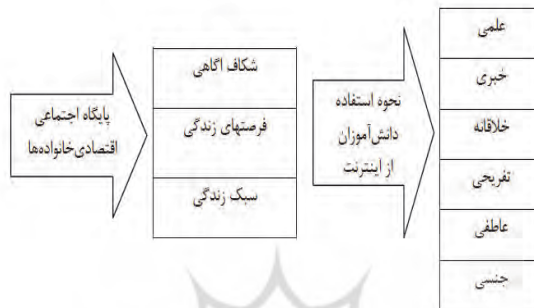 پایگاه اجتماعی
اقتصادی خانواده‌ها
شکاف اگاهی
فرصتهای زندگی
سبک زندگی
نحوه استفاده
دانش‌آموزان
از اینترنت
علمی
خبری
خلاقانه
تفریحی
عاطفی
جنسی